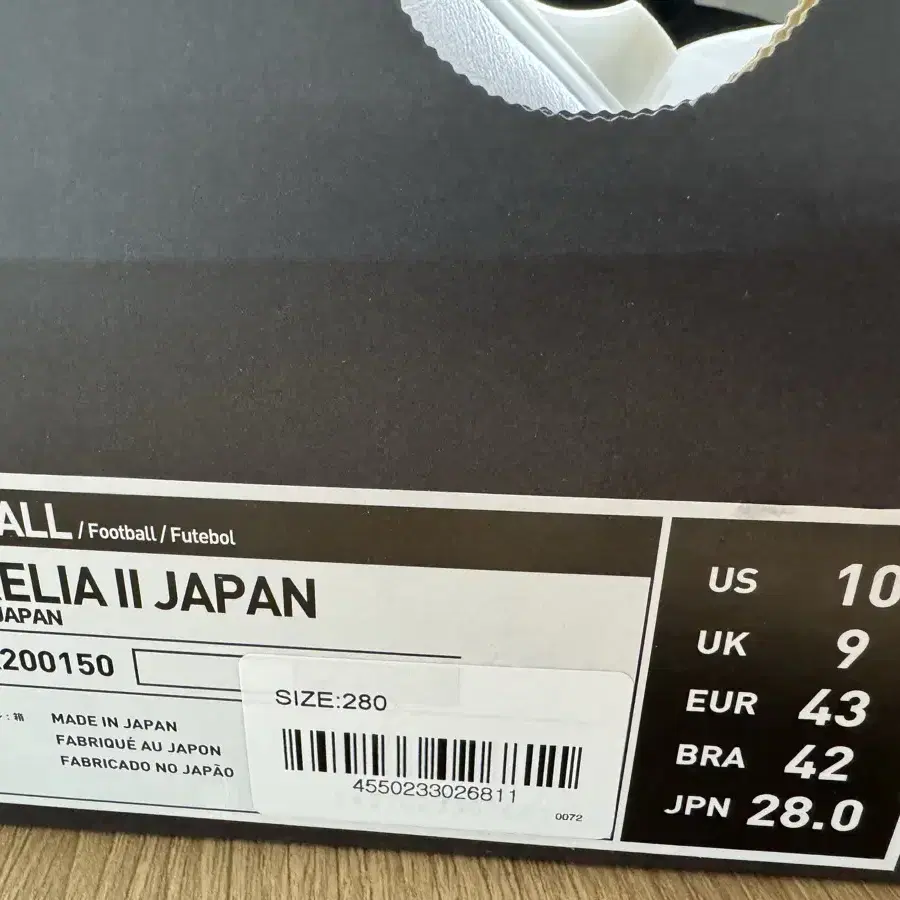 ALL / Football / Futebol
ELIA II JAPAN
JAPAN
200150
MADE IN JAPAN
FABRIQUÉ AU JAPON
FABRICADO NO JAPÃO
SIZE:280
4550233026811
0072
US 10
UK 9
EUR 43
BRA 42
JPN 28.0